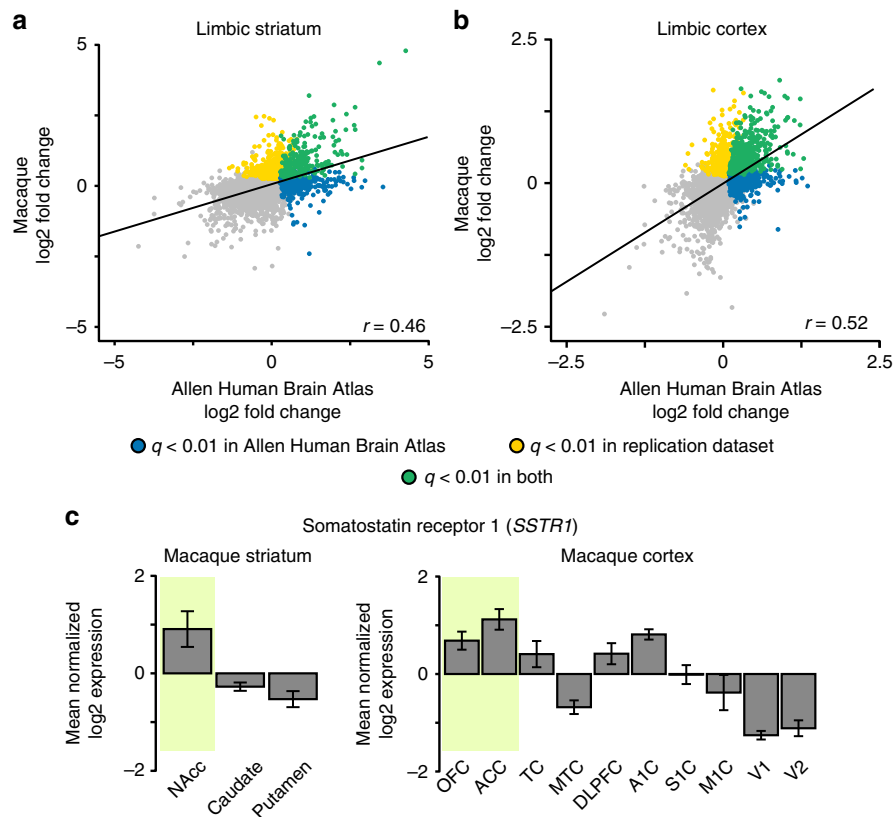 a
Limbic striatum
5
0
−5
Macaque
log2 fold change
r = 0.46
−5
0
5
Allen Human Brain Atlas
log2 fold change
b
Limbic cortex
2.5
0
−2.5
Macaque
log2 fold change
r = 0.52
−2.5
0
2.5
Allen Human Brain Atlas
log2 fold change
q < 0.01 in Allen Human Brain Atlas
q < 0.01 in replication dataset
q < 0.01 in both
c
Somatostatin receptor 1 (SSTR1)
Macaque striatum
2
0
−2
Mean normalized
log2 expression
NAcc
Caudate
Putamen
Macaque cortex
2
0
−2
Mean normalized
log2 expression
OFC
ACC
TC
MTC
DLPFC
A1C
S1C
M1C
V1
V2